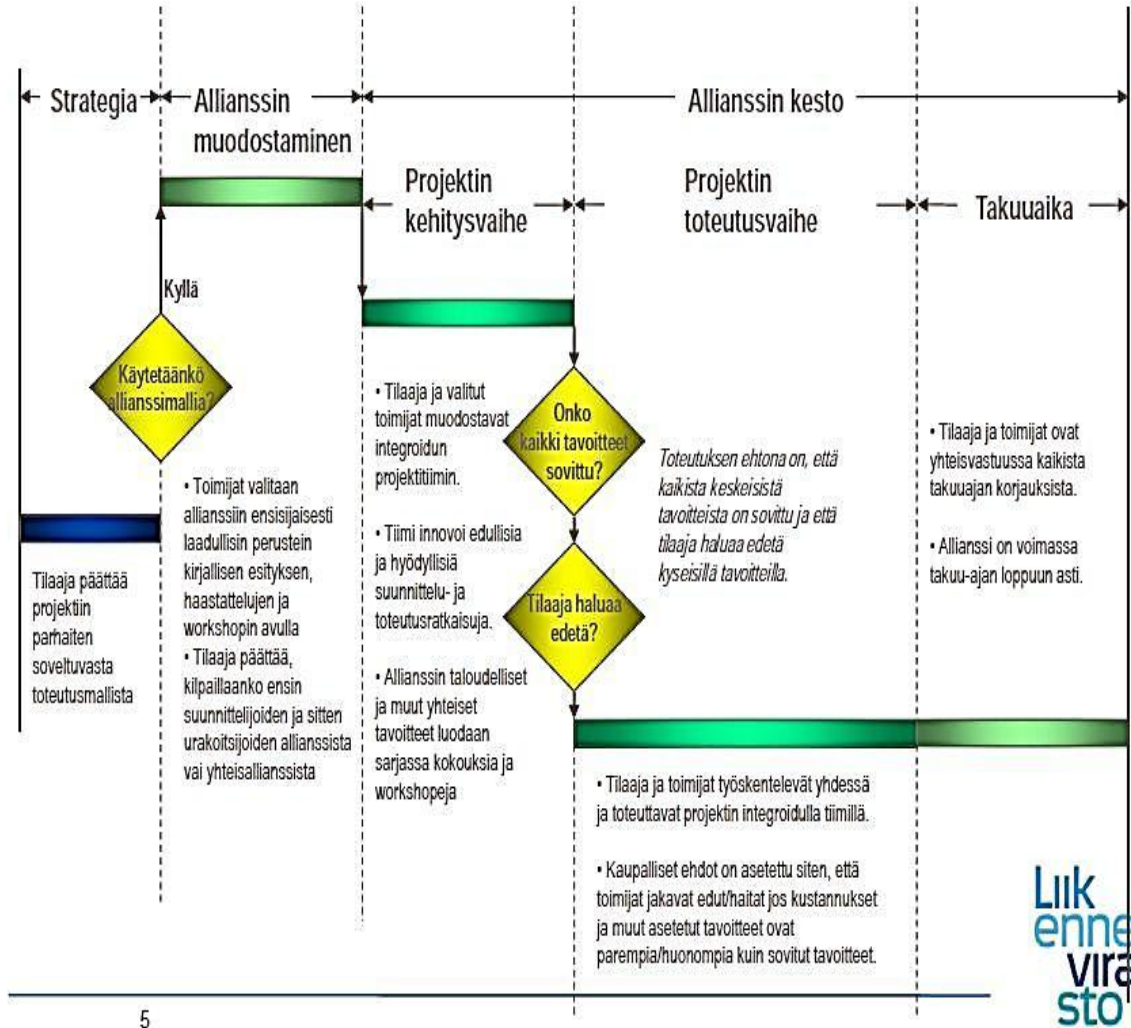 Strategia
Allianssin
muodostaminen
Allianssin kesto
Projektin
kehitysvaihe
Projektin
toteutusvaihe
Takuuaika
Kyllä
Käytetäänkö
allianssimallia?
Tilaaja päättää
projektiin
parhaiten
soveltuvasta
toteutusmallista
• Toimijat valitaan
allianssiin ensisijaisesti
laadullisin perustein
kirjallisen esityksen,
haastattelujen ja
workshopin avulla
• Tilaaja päättää,
kilpaillaanko ensin
suunnittelijoiden ja sitten
urakoitsijoiden allianssista
vai yhteisallianssista
• Tilaaja ja valitut
toimijat muodostavat
integroidun
projektitiimin.
• Tiimi innovoi edullisia
ja hyödyllisiä
suunnittelu- ja
toteutusratkaisuja.
• Allianssin taloudelliset
ja muut yhteiset
tavoitteet luodaan
sarjassa kokouksia ja
workshopeja
Onko
kaikki tavoitteet
sovittu?
Tilaaja haluaa
edetä?
Toteutuksen ehtona on, että
kaikista keskeisistä
tavoitteista on sovittu ja että
tilaaja haluaa edetä
kyseisillä tavoitteilla.
• Tilaaja ja toimijat työskentelevät yhdessä
ja toteuttavat projektin integroidulla tiimillä.
• Kaupalliset ehdot on asetettu siten, että
toimijat jakavat edut/haitat jos kustannukset
ja muut asetetut tavoitteet ovat
parempia/huonompia kuin sovitut tavoitteet.
• Tilaaja ja toimijat ovat
yhteisvastuussa kaikista
takuuajan korjauksista.
• Allianssi on voimassa
takuu-ajan loppuun asti.
Liik
enne
vira
sto
5